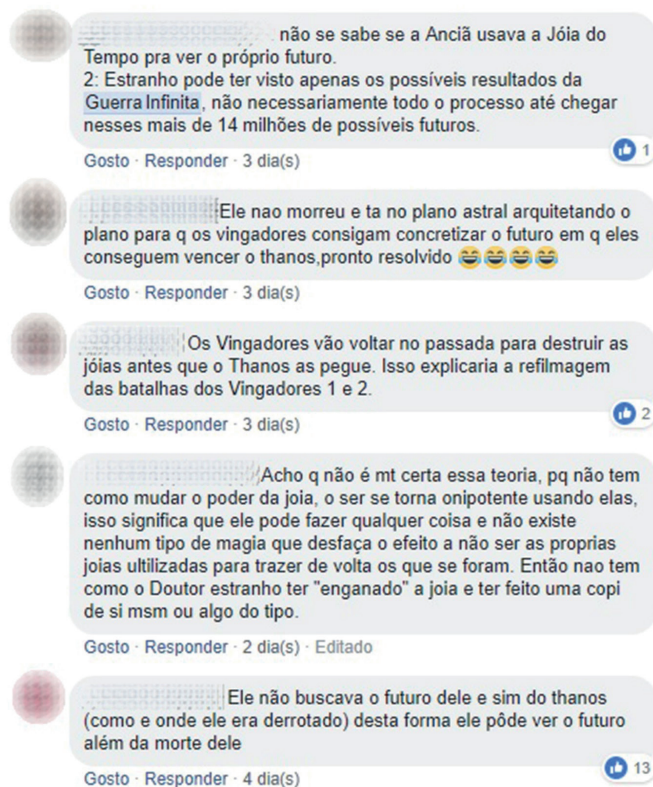 não se sabe se a Anciã usava a Jóia do
Tempo pra ver o próprio futuro.
2: Estranho pode ter visto apenas os possíveis resultados da
Guerra Infinita, não necessariamente todo o processo até chegar
nesses mais de 14 milhões de possíveis futuros.
1
Gosto · Responder · 3 dia(s)
Ele nao morreu e ta no plano astral arquitetando o
plano para q os vingadores consigam concretizar o futuro em q eles
conseguem vencer o thanos,pronto resolvido 😂😂😂😂
Gosto · Responder · 3 dia(s)
Os Vingadores vão voltar no passada para destruir as
jóias antes que o Thanos as pegue. Isso explicaria a refilmagem
das batalhas dos Vingadores 1 e 2.
2
Gosto · Responder · 3 dia(s)
Acho q não é mt certa essa teoria, pq não tem
como mudar o poder da joia, o ser se torna onipotente usando elas,
isso significa que ele pode fazer qualquer coisa e não existe
nenhum tipo de magia que desfaça o efeito a não ser as proprias
joias ultilizadas para trazer de volta os que se foram. Então nao tem
como o Doutor estranho ter "enganado" a joia e ter feito uma copi
de si msm ou algo do tipo.
Gosto · Responder · 2 dia(s) · Editado
Ele não buscava o futuro dele e sim do thanos
(como e onde ele era derrotado) desta forma ele pôde ver o futuro
além da morte dele
13
Gosto · Responder · 4 dia(s)